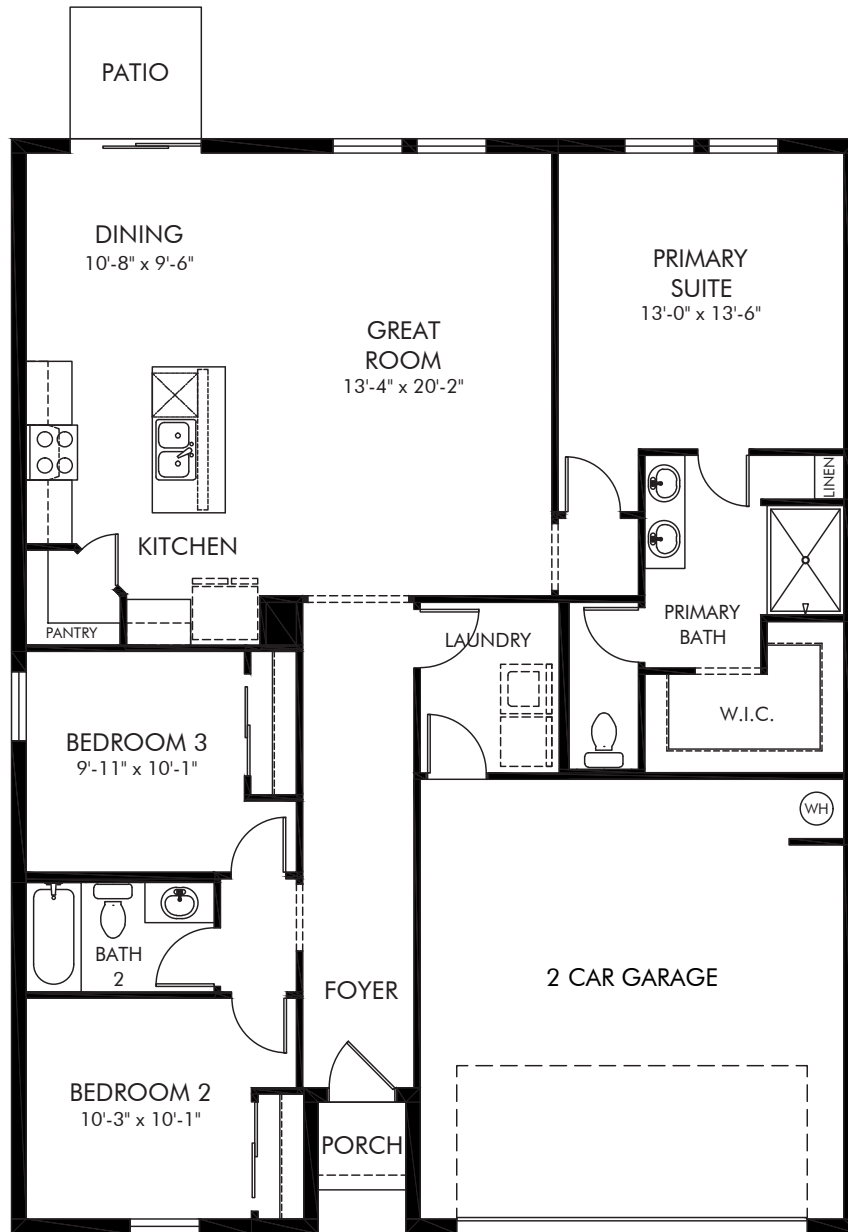 PATIO
DINING
10'-8" x 9'-6"
PRIMARY
SUITE
13'-0" x 13'-6"
GREAT
ROOM
13'-4" x 20'-2"
LINEN
KITCHEN
PANTRY
LAUNDRY
PRIMARY
BATH
W.I.C.
BEDROOM 3
9'-11" x 10'-1"
WH
BATH
2
FOYER
2 CAR GARAGE
BEDROOM 2
10'-3" x 10'-1"
PORCH